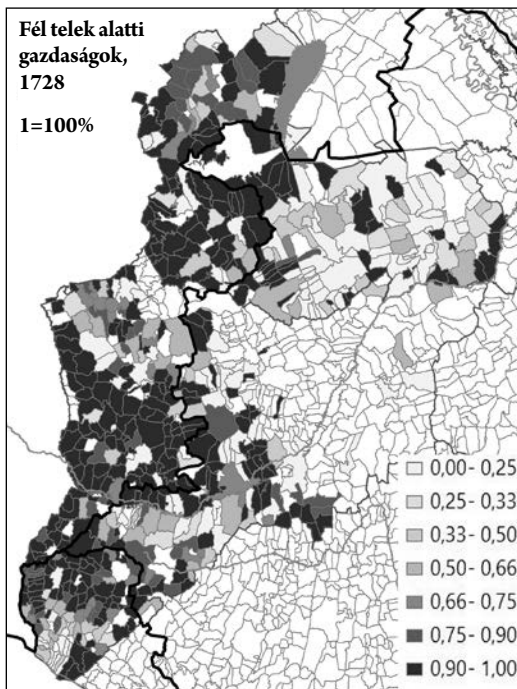 Fél telek alatti
gazdaságok,
1728
1=100%
0,00 - 0,25
0,25 - 0,33
0,33 - 0,50
0,50 - 0,66
0,66 - 0,75
0,75 - 0,90
0,90 - 1,00